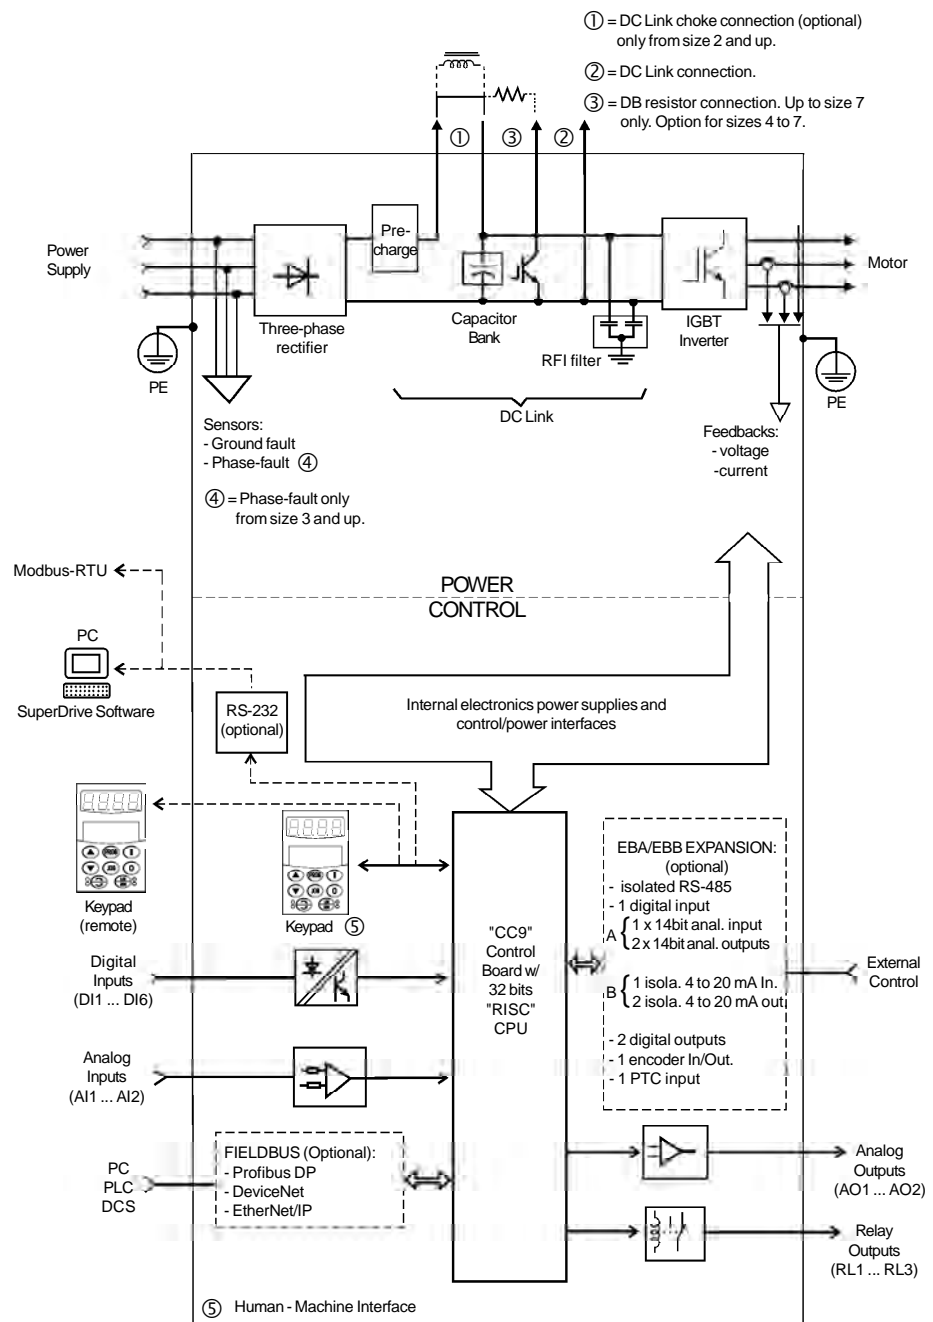 ① = DC Link choke connection (optional)
only from size 2 and up.
② = DC Link connection.
③ = DB resistor connection. Up to size 7
only. Option for sizes 4 to 7.
① ③ ②
Power
Supply
Pre-
charge
Motor
Three-phase
rectifier
Capacitor
Bank
RFI filter
IGBT
Inverter
PE
PE
DC Link
Sensors:
- Ground fault
- Phase-fault ④
Feedbacks:
- voltage
-current
④ = Phase-fault only
from size 3 and up.
Modbus-RTU
POWER
CONTROL
PC
SuperDrive Software
RS-232
(optional)
Internal electronics power supplies and
control/power interfaces
Keypad
(remote)
Keypad ⑤
EBA/EBB EXPANSION:
(optional)
- isolated RS-485
- 1 digital input
A { 1 x 14bit anal. input
2 x 14bit anal. outputs
B { 1 isola. 4 to 20 mA In.
2 isola. 4 to 20 mA out
- 2 digital outputs
- 1 encoder In/Out.
- 1 PTC input
"CC9"
Control
Board w/
32 bits
"RISC"
CPU
External
Control
Digital
Inputs
(DI1 ... DI6)
Analog
Inputs
(AI1 ... AI2)
PC
PLC
DCS
FIELDBUS (Optional):
- Profibus DP
- DeviceNet
- EtherNet/IP
Analog
Outputs
(AO1 ... AO2)
Relay
Outputs
(RL1 ... RL3)
⑤ Human - Machine Interface